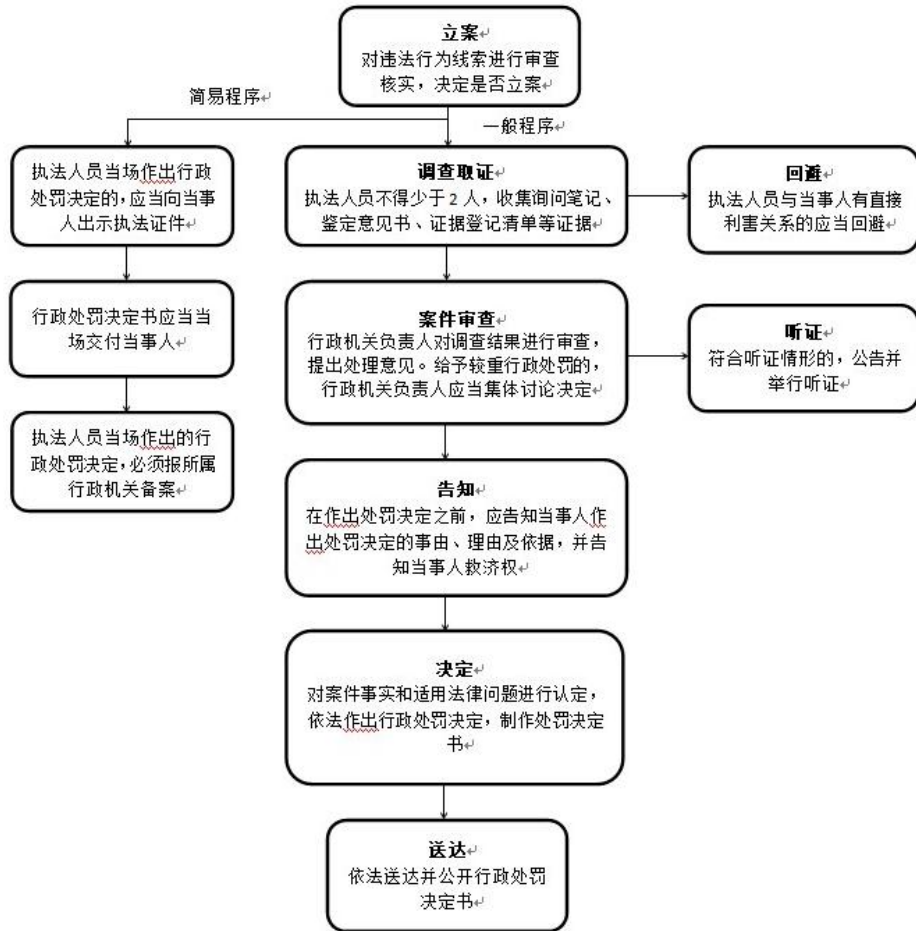 立案
对违法行为线索进行审查
核实，决定是否立案
简易程序
一般程序
执法人员当场作出行政
处罚决定的，应当向当事
人出示执法证件
行政处罚决定书应当当
场交付当事人
执法人员当场作出的行
政处罚决定，必须报所属
行政机关备案
调查取证
执法人员不得少于2人，收集询问笔记、
鉴定意见书、证据登记清单等证据
回避
执法人员与当事人有直接
利害关系的应当回避
案件审查
行政机关负责人对调查结果进行审查，
提出处理意见。给予较重行政处罚的，
行政机关负责人应当集体讨论决定
听证
符合听证情形的，公告并
举行听证
告知
在作出处罚决定之前，应告知当事人作
出处罚决定的事由、理由及依据，并告
知当事人救济权
决定
对案件事实和适用法律问题进行认定，
依法作出行政处罚决定，制作处罚决定
书
送达
依法送达并公开行政处罚
决定书